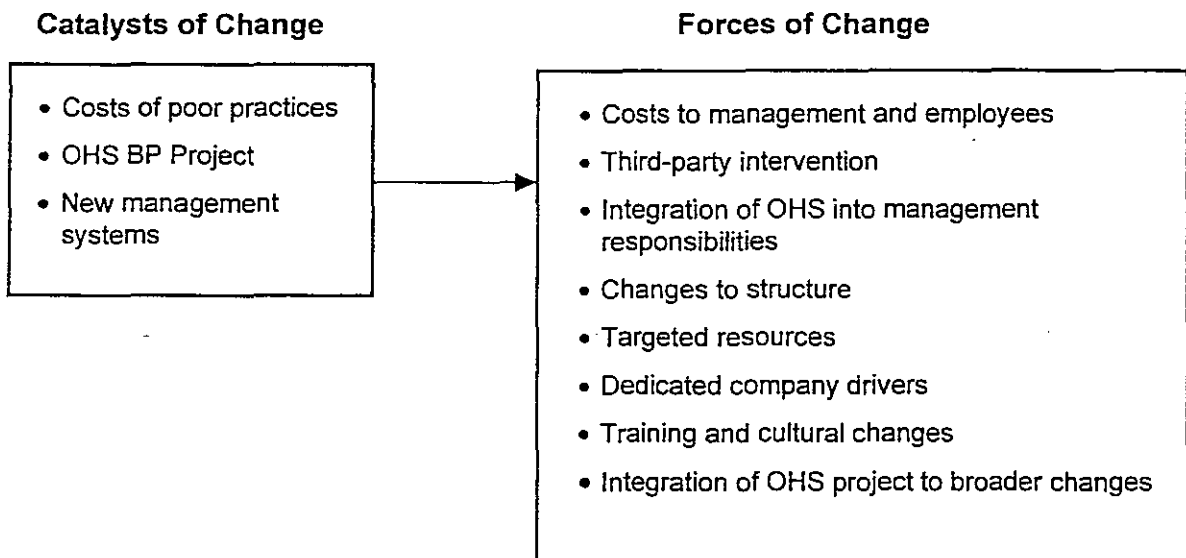 Catalysts of Change
• Costs of poor practices
• OHS BP Project
• New management
systems
Forces of Change
• Costs to management and employees
• Third-party intervention
• Integration of OHS into management
responsibilities
• Changes to structure
• Targeted resources
• Dedicated company drivers
• Training and cultural changes
• Integration of OHS project to broader changes